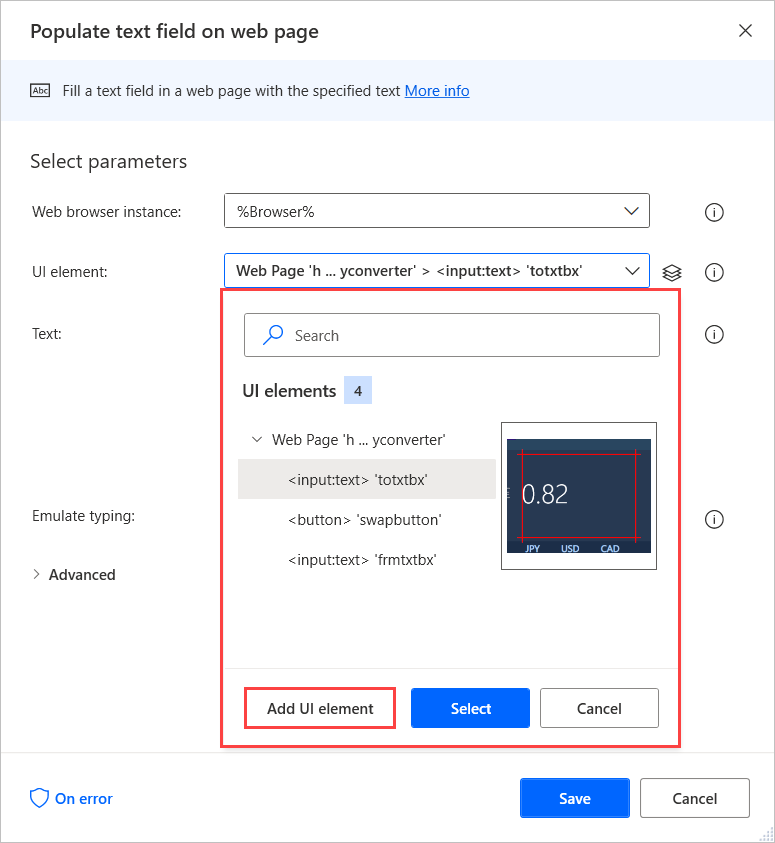 Populate text field on web page
Abc Fill a text field in a web page with the specified text More info
Select parameters
Web browser instance: %Browser%
UI element: Web Page 'h ... yconverter' > <input:text> 'totxtbx'
Text:
Search
UI elements 4
Web Page 'h ... yconverter'
<input:text> 'totxtbx'
<button> 'swapbutton'
<input:text> 'frmtxtbx'
0.82
JPY USD CAD
Emulate typing:
Advanced
Add UI element Select Cancel
On error Save Cancel